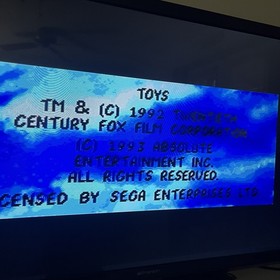 TOYS
TM & (C) 1992 TWENTIETH
CENTURY FOX FILM CORPORATION
(C) 1993 ABSOLUTE
ENTERTAINMENT INC.
ALL RIGHTS RESERVED.
CENSED BY SEGA ENTERPRISES LTD.